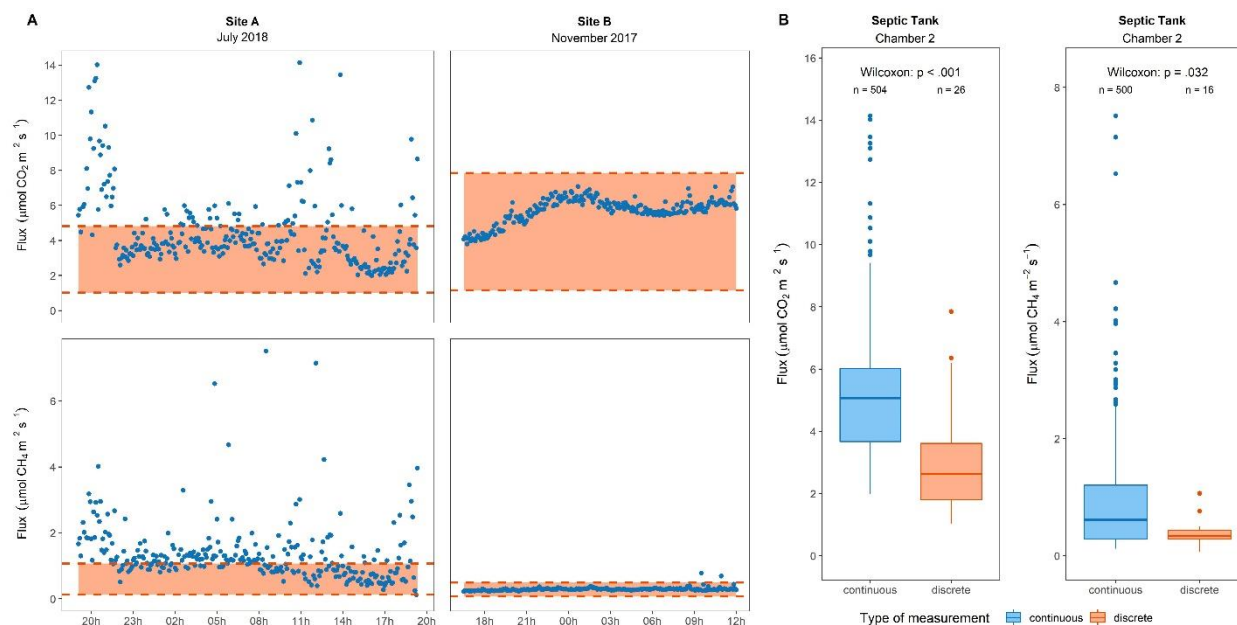 A
Site A
July 2018
Site B
November 2017
Flux (μmol CO2 m⁻² s⁻¹)
14
12
10
8
6
4
2
0
Flux (μmol CH4 m⁻² s⁻¹)
6
4
2
0
20h 23h 02h 05h 08h 11h 14h 17h 20h
18h 21h 00h 03h 06h 09h 12h
B
Septic Tank
Chamber 2
Wilcoxon: p < .001
n = 504 n = 26
Flux (μmol CO2 m⁻² s⁻¹)
16
14
12
10
8
6
4
2
0
continuous discrete
Septic Tank
Chamber 2
Wilcoxon: p = .032
n = 500 n = 16
Flux (μmol CH4 m⁻² s⁻¹)
8
6
4
2
0
continuous discrete
Type of measurement continuous discrete